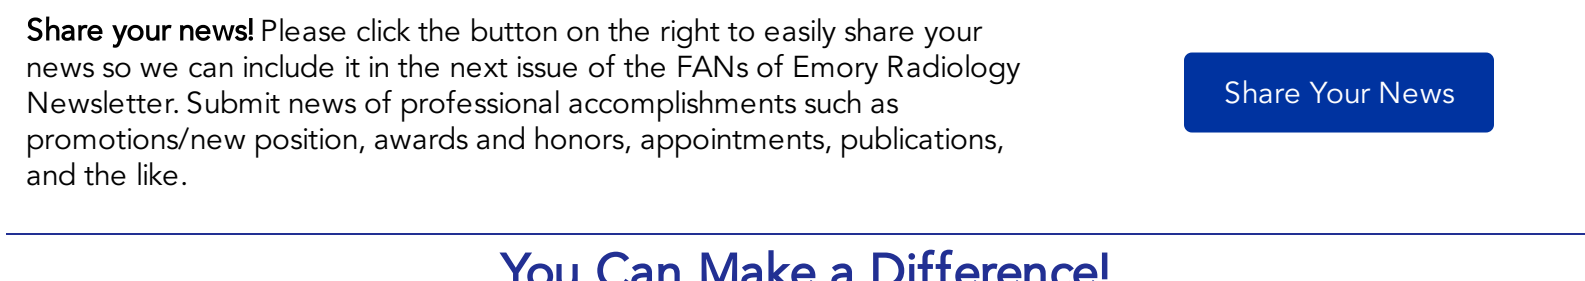 Share your news! Please click the button on the right to easily share your
news so we can include it in the next issue of the FANs of Emory Radiology
Newsletter. Submit news of professional accomplishments such as
promotions/new position, awards and honors, appointments, publications,
and the like.
Share Your News
You Can Make a Difference!